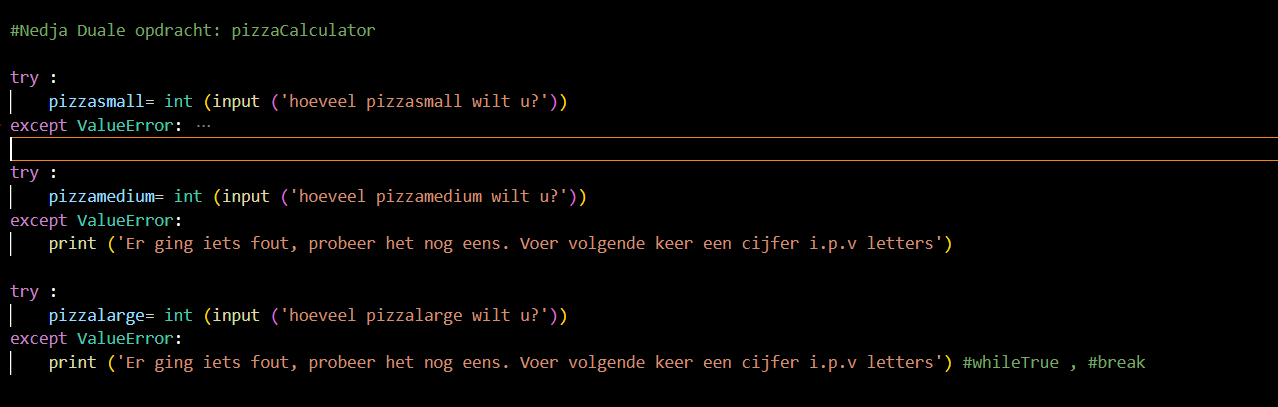 #Nedja Duale opdracht: pizzaCalculator
try :
pizzasmall= int (input ('hoeveel pizzasmall wilt u?'))
except ValueError: ···
try :
pizzamedium= int (input ('hoeveel pizzamedium wilt u?'))
except ValueError:
print ('Er ging iets fout, probeer het nog eens. Voer volgende keer een cijfer i.p.v letters')
try :
pizzalarge= int (input ('hoeveel pizzalarge wilt u?'))
except ValueError:
print ('Er ging iets fout, probeer het nog eens. Voer volgende keer een cijfer i.p.v letters') #whileTrue , #break